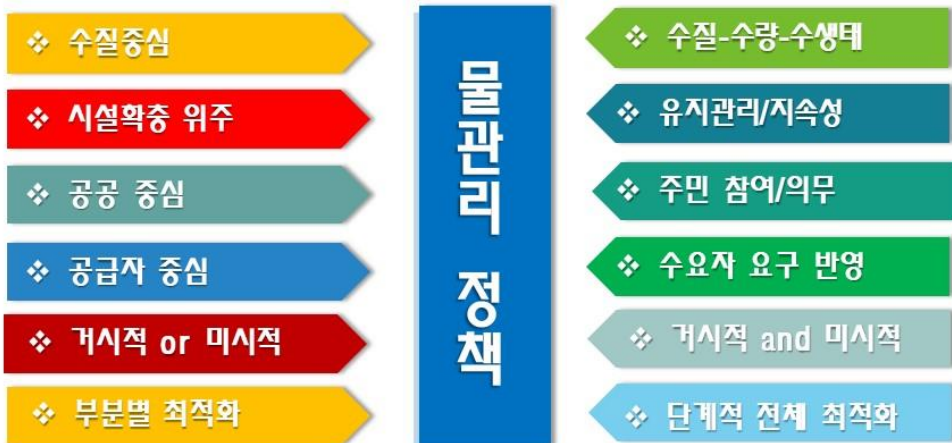 ❖ 수질중심
❖ 시설확충 위주
❖ 공공 중심
❖ 공급자 중심
❖ 거시적 or 미시적
❖ 부분별 최적화
물관리 정책
❖ 수질-수량-수생태
❖ 유지관리/지속성
❖ 주민 참여/의무
❖ 수요자 요구 반영
❖ 거시적 and 미시적
❖ 단계적 전체 최적화